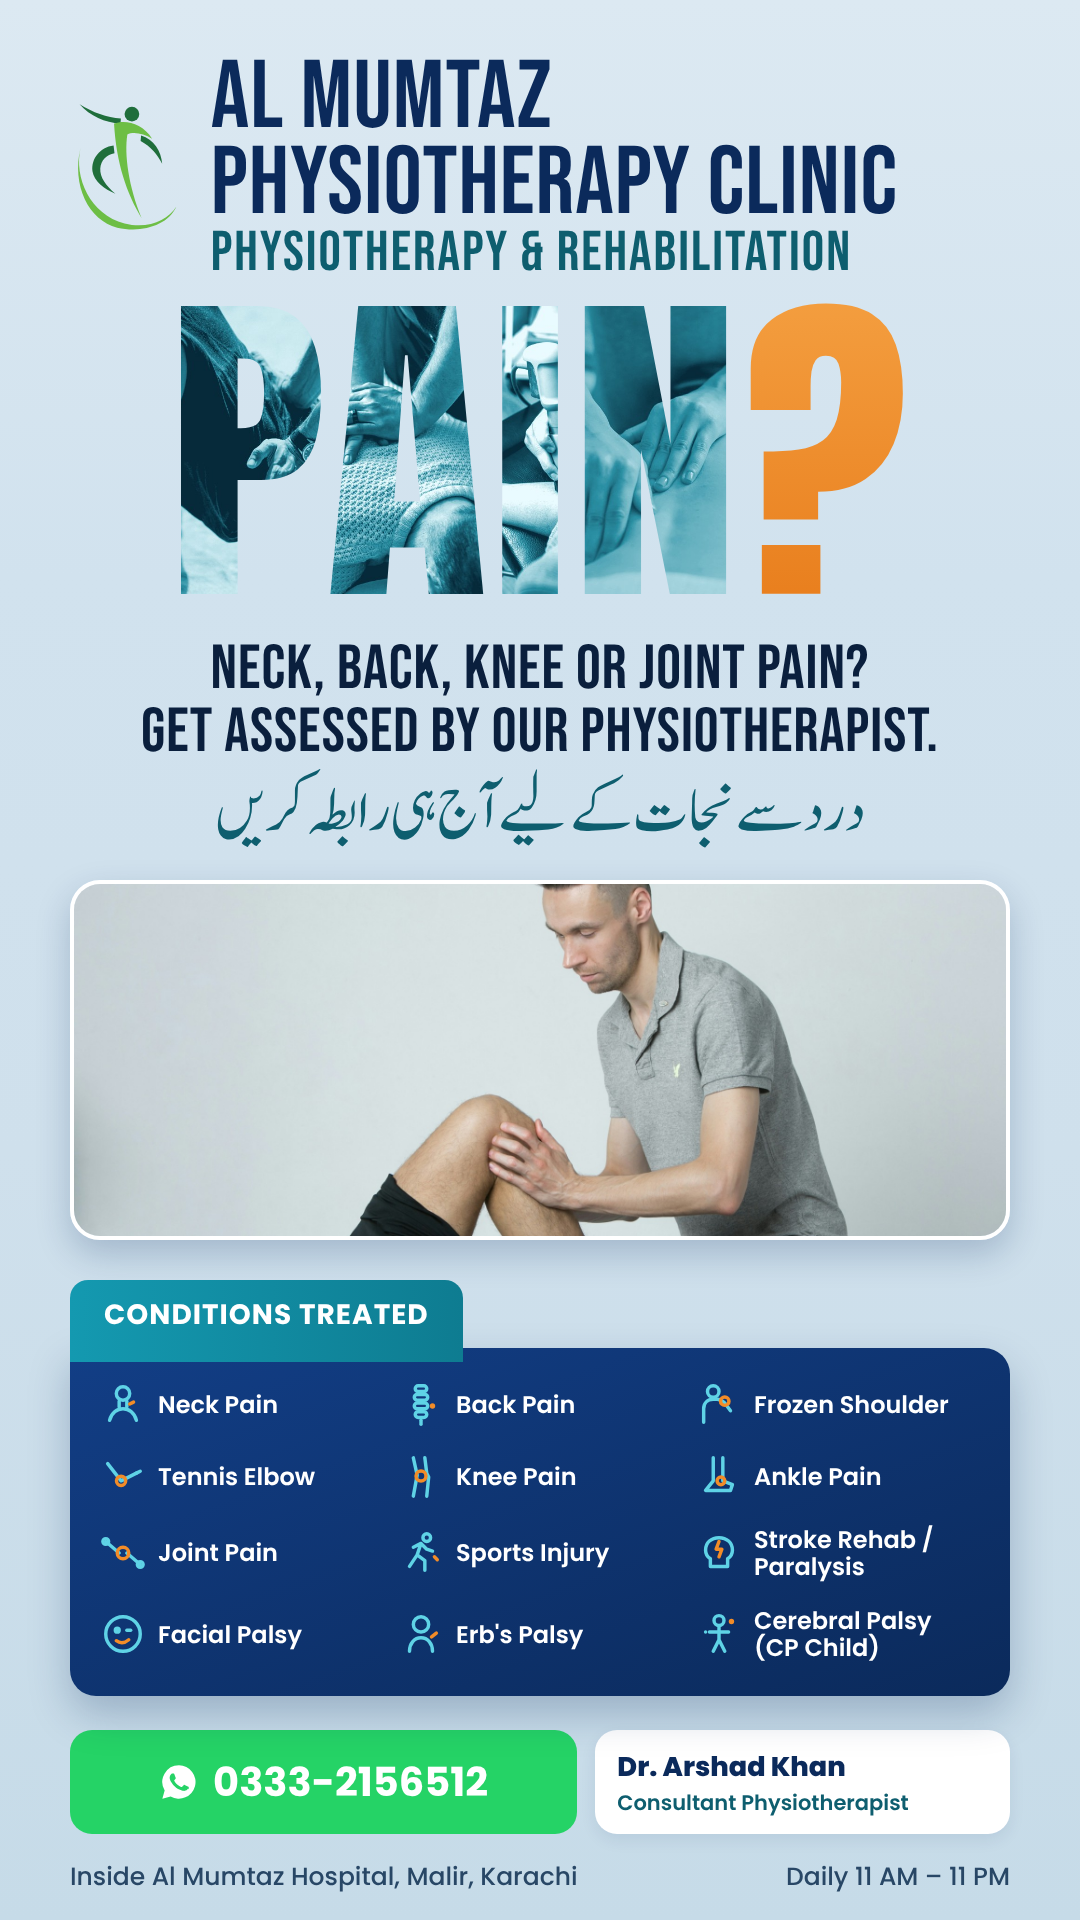 AL MUMTAZ
PHYSIOTHERAPY CLINIC
PHYSIOTHERAPY & REHABILITATION
PAIN?
NECK, BACK, KNEE OR JOINT PAIN?
GET ASSESSED BY OUR PHYSIOTHERAPIST.
درد سے نجات کے لیے آج ہی رابطہ کریں
CONDITIONS TREATED
Neck Pain
Back Pain
Frozen Shoulder
Tennis Elbow
Knee Pain
Ankle Pain
Joint Pain
Sports Injury
Stroke Rehab /
Paralysis
Facial Palsy
Erb's Palsy
Cerebral Palsy
(CP Child)
0333-2156512
Dr. Arshad Khan
Consultant Physiotherapist
Inside Al Mumtaz Hospital, Malir, Karachi
Daily 11 AM – 11 PM